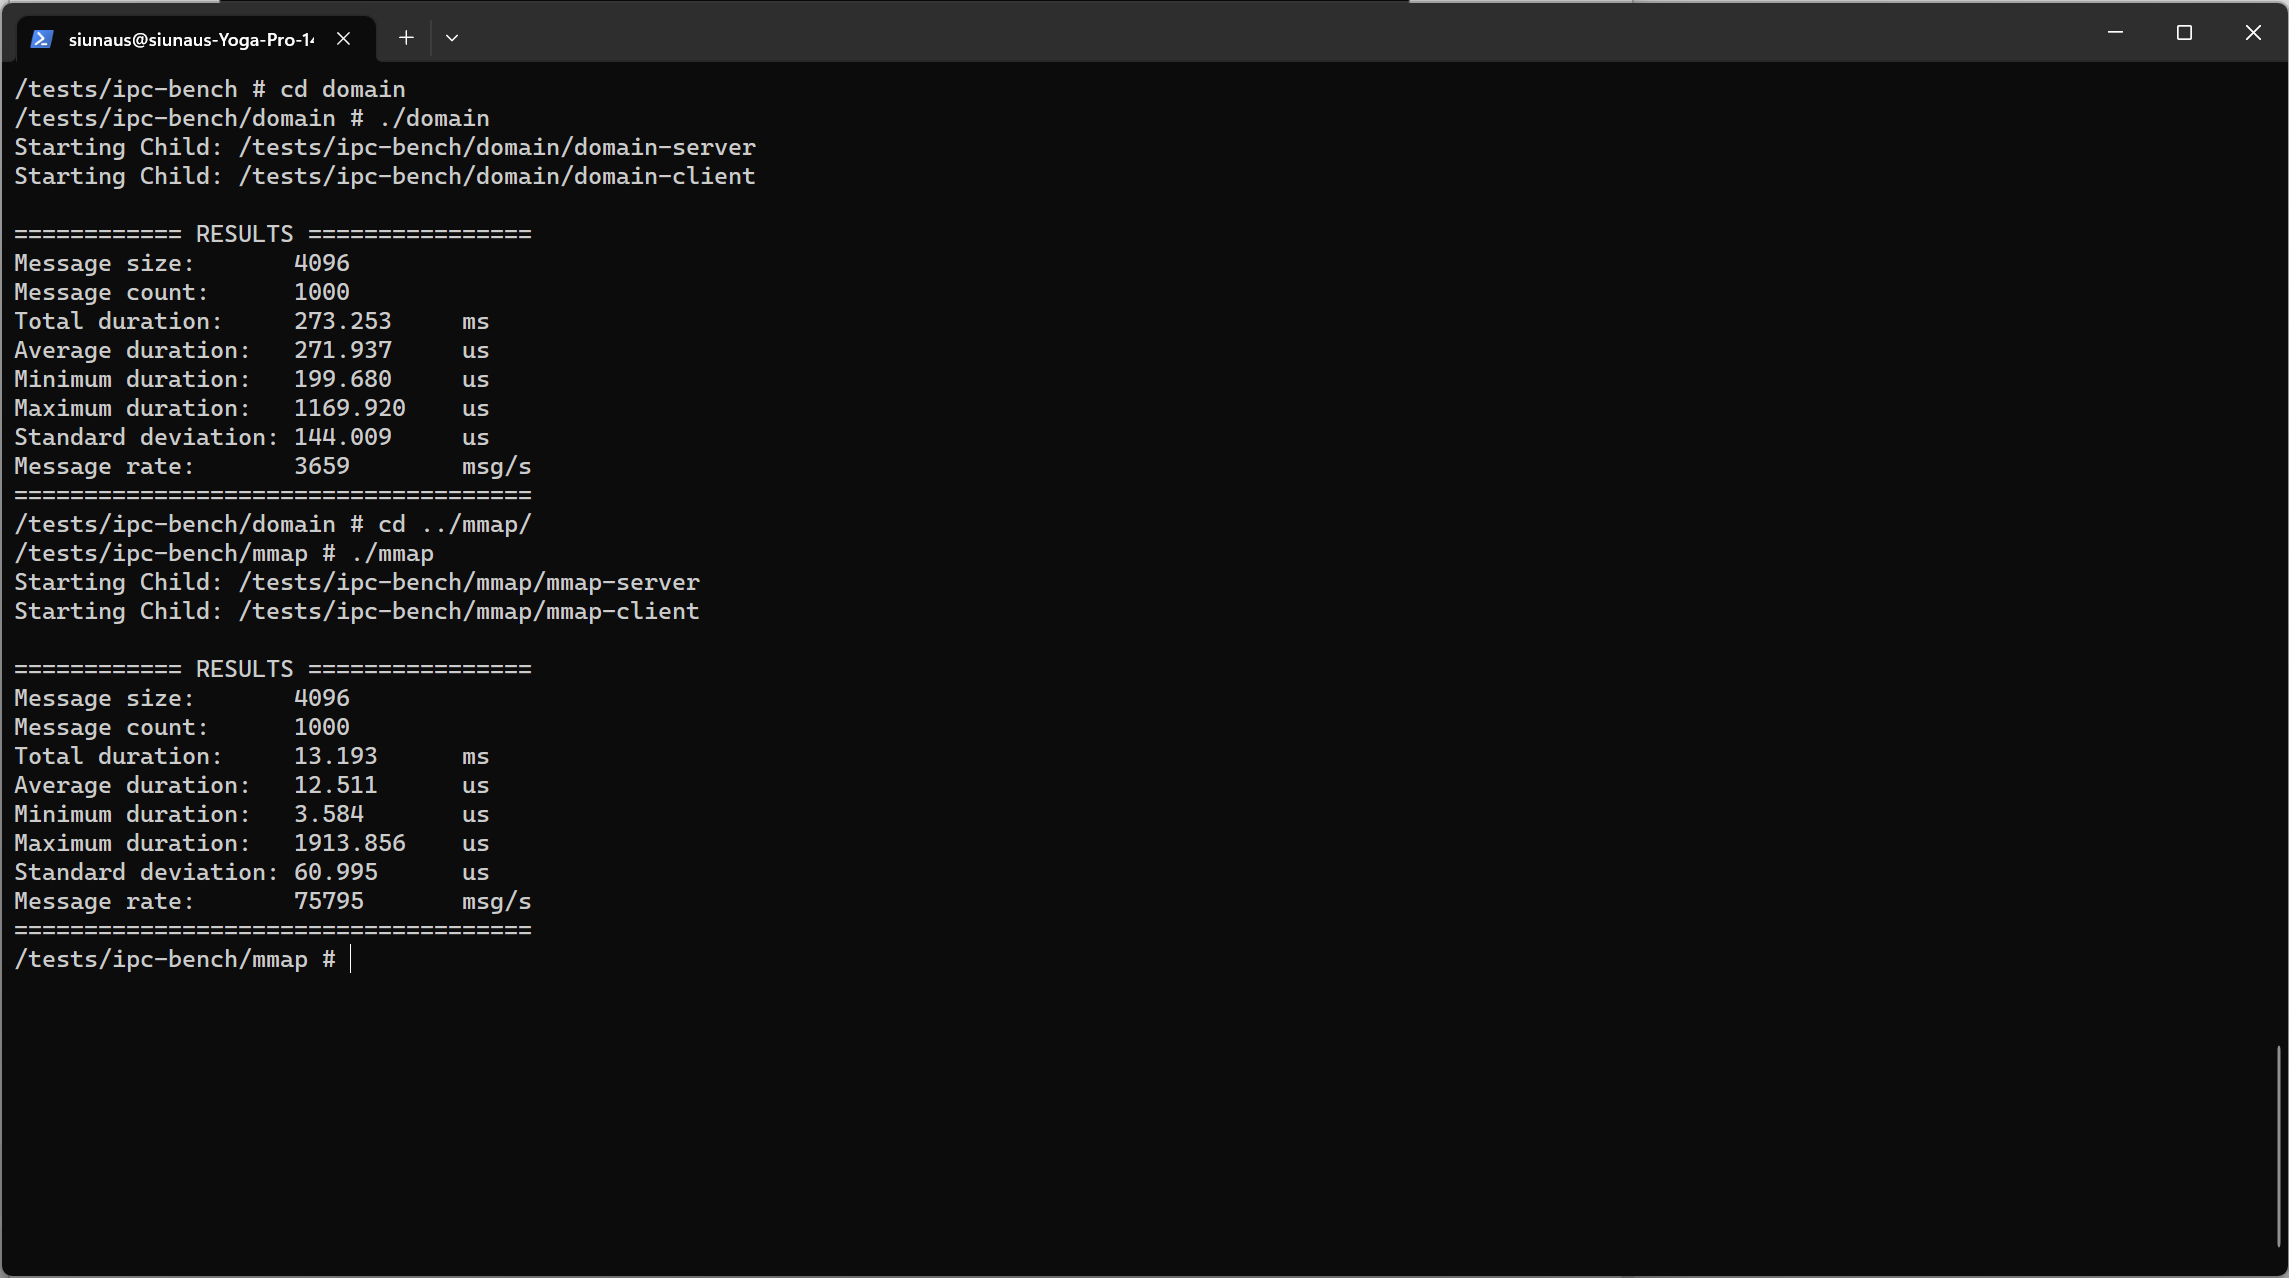 siunaus@siunaus-Yoga-Pro-14
/tests/ipc-bench # cd domain
/tests/ipc-bench/domain # ./domain
Starting Child: /tests/ipc-bench/domain/domain-server
Starting Child: /tests/ipc-bench/domain/domain-client
============ RESULTS ================
Message size:       4096
Message count:      1000
Total duration:     273.253     ms
Average duration:   271.937     us
Minimum duration:   199.680     us
Maximum duration:   1169.920    us
Standard deviation: 144.009     us
Message rate:       3659        msg/s
=====================================
/tests/ipc-bench/domain # cd ../mmap/
/tests/ipc-bench/mmap # ./mmap
Starting Child: /tests/ipc-bench/mmap/mmap-server
Starting Child: /tests/ipc-bench/mmap/mmap-client
============ RESULTS ================
Message size:       4096
Message count:      1000
Total duration:     13.193      ms
Average duration:   12.511      us
Minimum duration:   3.584       us
Maximum duration:   1913.856    us
Standard deviation: 60.995      us
Message rate:       75795       msg/s
=====================================
/tests/ipc-bench/mmap #